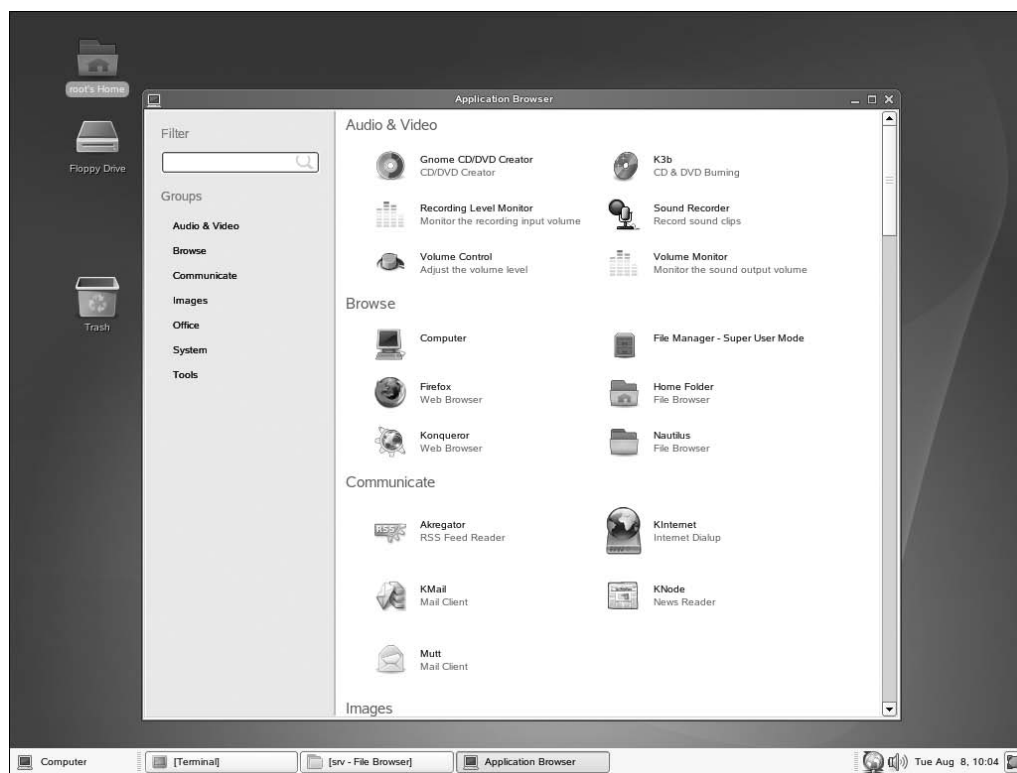 root's Home
Floppy Drive
Trash
Application Browser
Filter
Groups
Audio & Video
Browse
Communicate
Images
Office
System
Tools
Audio & Video
Gnome CD/DVD Creator
CD/DVD Creator
K3b
CD & DVD Burning
Recording Level Monitor
Monitor the recording input volume
Sound Recorder
Record sound clips
Volume Control
Adjust the volume level
Volume Monitor
Monitor the sound output volume
Browse
Computer
File Manager - Super User Mode
Firefox
Web Browser
Home Folder
File Browser
Konqueror
Web Browser
Nautilus
File Browser
Communicate
RSS
Akregator
RSS Feed Reader
KInternet
Internet Dialup
KMail
Mail Client
KNode
News Reader
Mutt
Mail Client
Images
Computer
[Terminal]
[srv - File Browser]
Application Browser
Tue Aug 8, 10:04